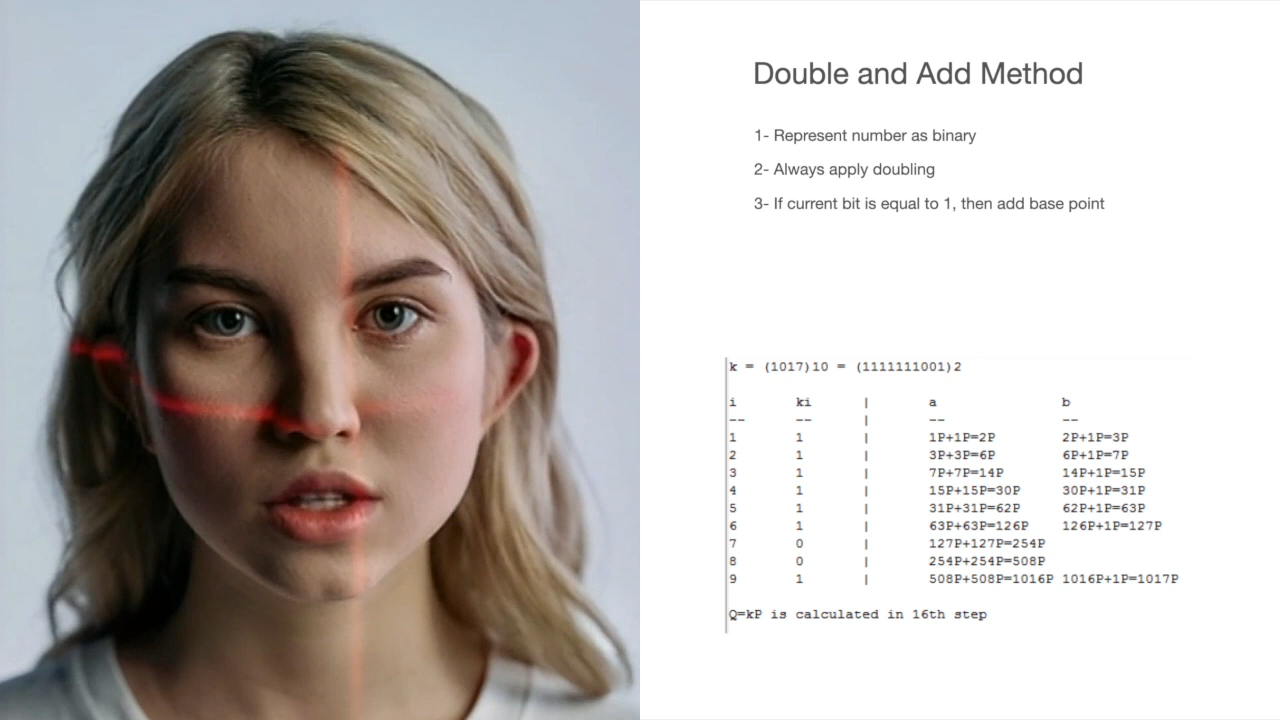 Double and Add Method
1- Represent number as binary
2- Always apply doubling
3- If current bit is equal to 1, then add base point
k = (1017)10 = (1111111001)2
i ki | a b
-- -- | -- --
1 1 | 1P+1P=2P 2P+1P=3P
2 1 | 3P+3P=6P 6P+1P=7P
3 1 | 7P+7P=14P 14P+1P=15P
4 1 | 15P+15P=30P 30P+1P=31P
5 1 | 31P+31P=62P 62P+1P=63P
6 1 | 63P+63P=126P 126P+1P=127P
7 0 | 127P+127P=254P
8 0 | 254P+254P=508P
9 1 | 508P+508P=1016P 1016P+1P=1017P
Q=kP is calculated in 16th step